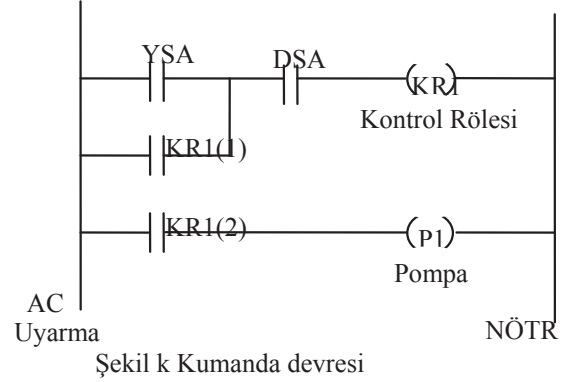 YSA
DSA
KR1
Kontrol Rölesi
KR1(1)
KR1(2)
P1
Pompa
AC
Uyarma
NÖTR
Şekil k Kumanda devresi